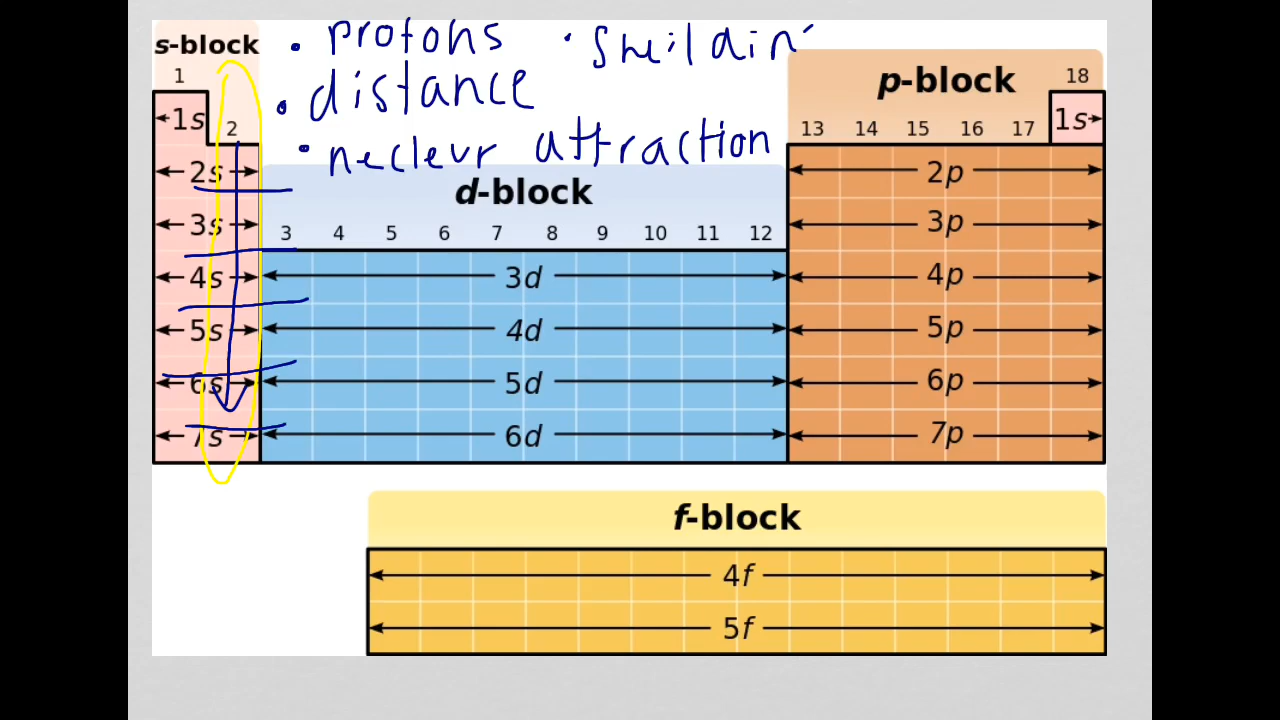 s-block
• protons
• Sheildin
1
• distance
p-block
18
1s
2
13 14 15 16 17
1s
• necleur attraction
2s
d-block
2p
3s
3 4 5 6 7 8 9 10 11 12
3p
4s
3d
4p
5s
4d
5p
6s
5d
6p
7s
6d
7p
f-block
4f
5f